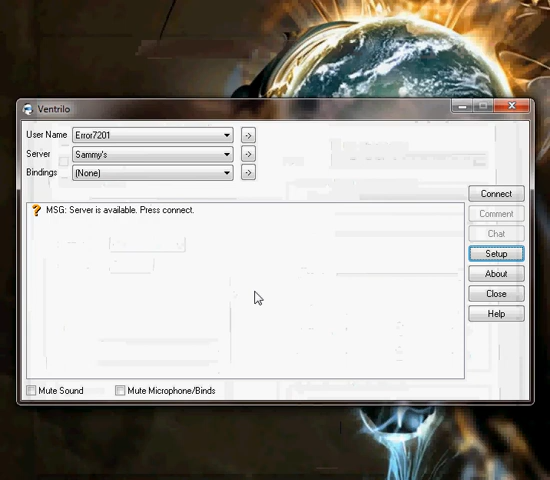 Ventrilo
User Name Error7201 ->
Server Sammy's ->
Bindings (None) ->
Connect
MSG: Server is available. Press connect.
Comment
Chat
Setup
About
Close
Help
Mute Sound Mute Microphone/Binds